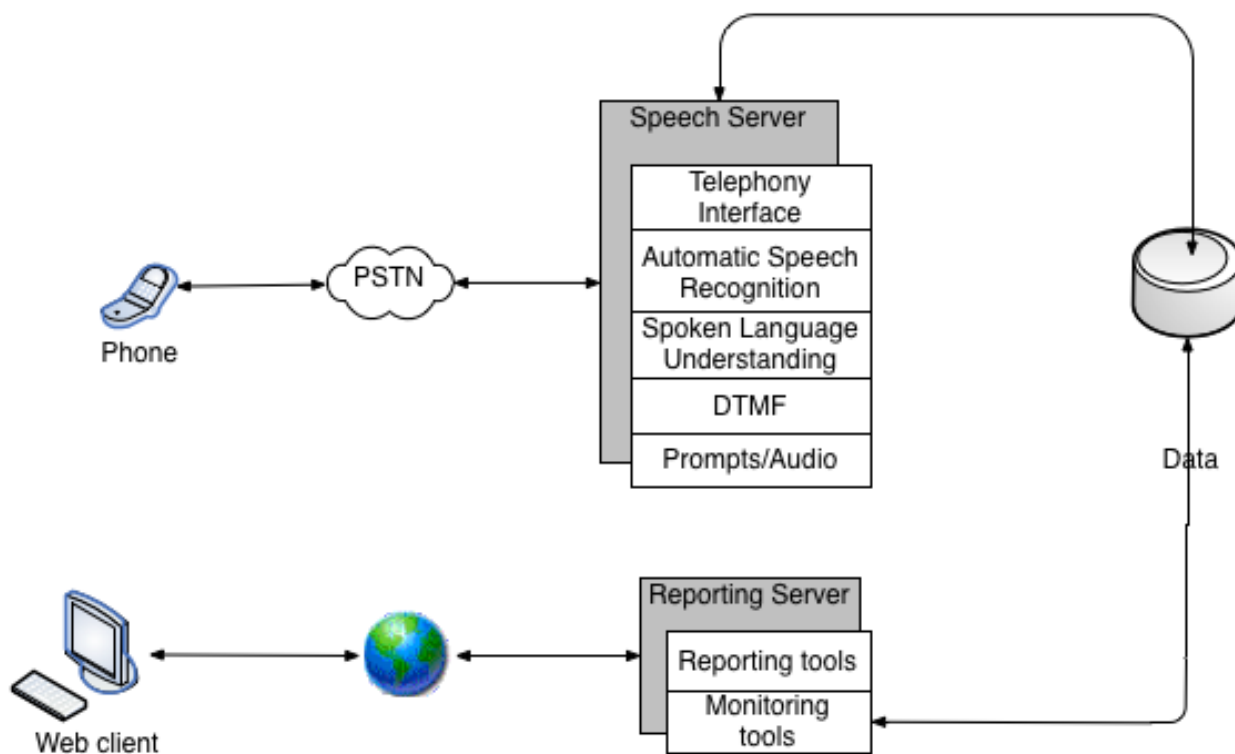 Speech Server
Telephony
Interface
Automatic Speech
Recognition
Spoken Language
Understanding
DTMF
Prompts/Audio
PSTN
Phone
Data
Reporting Server
Reporting tools
Monitoring
tools
Web client